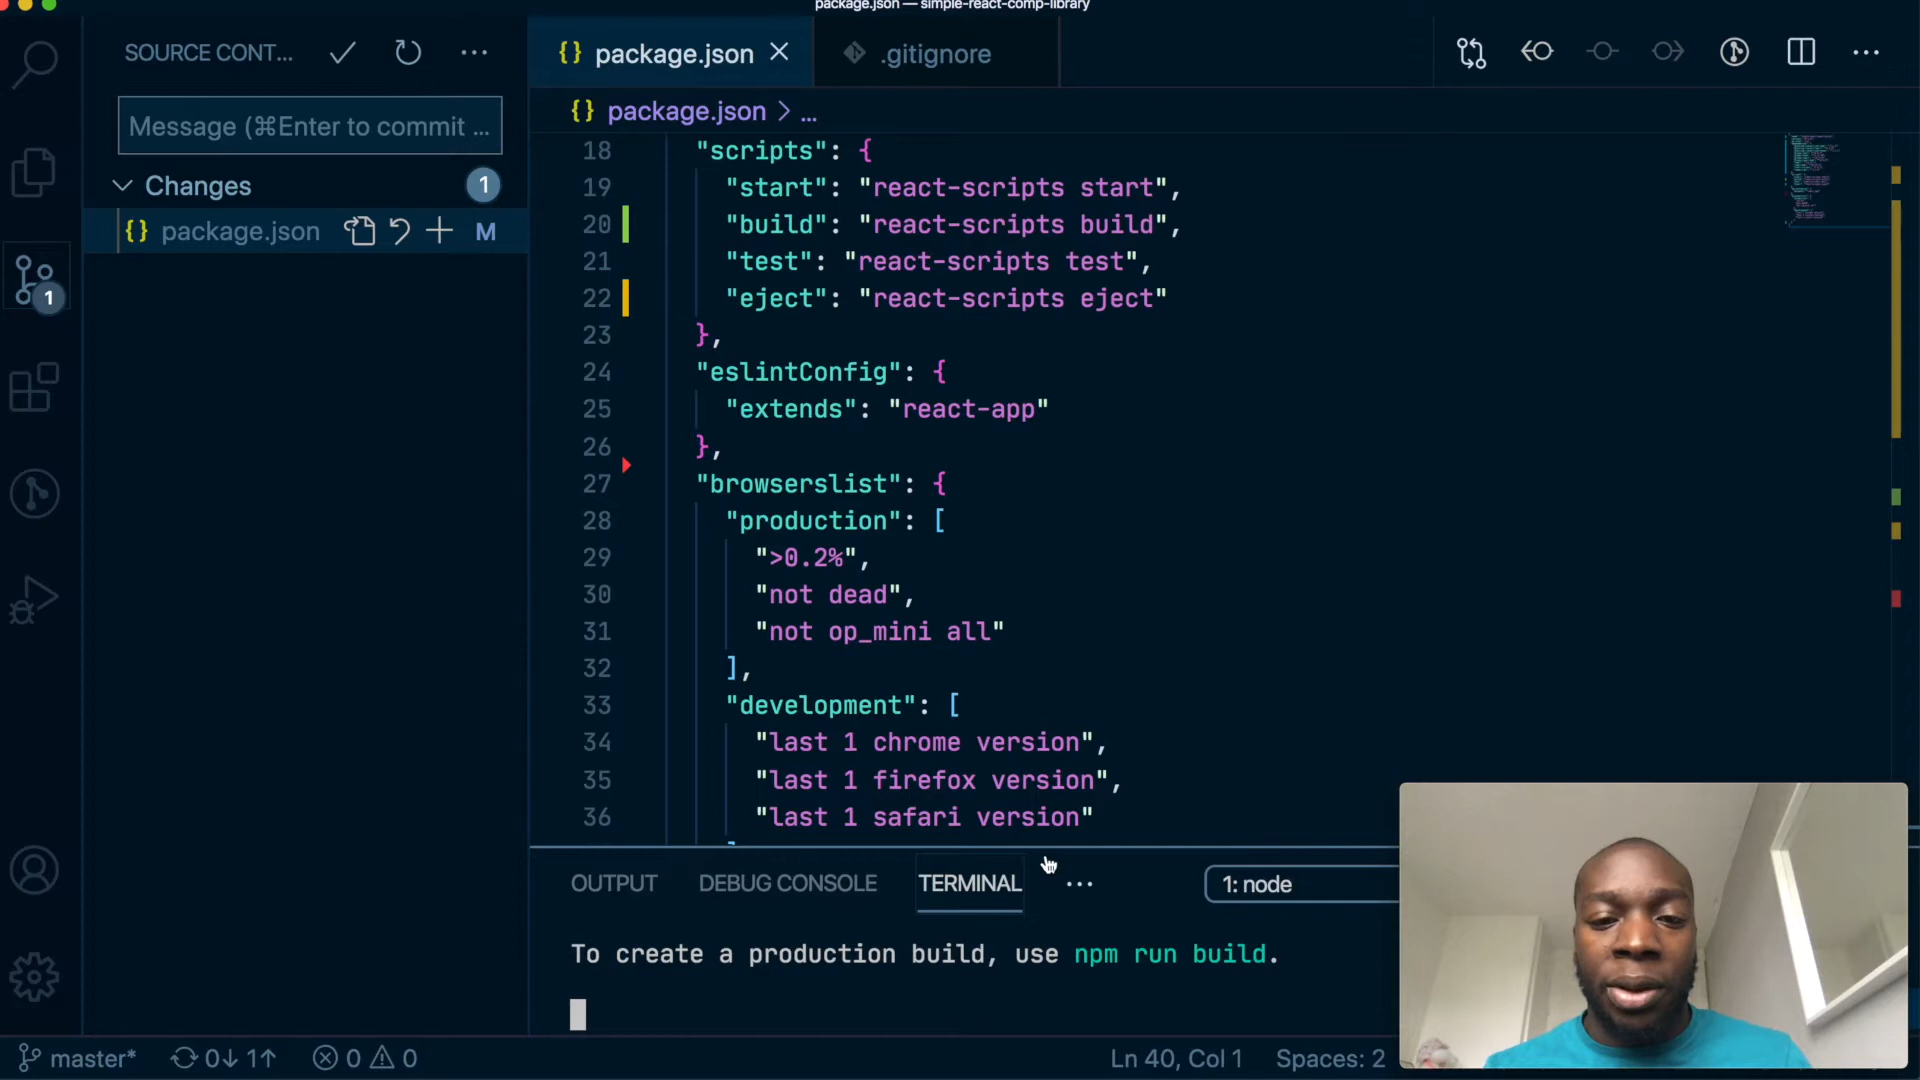 package.json — simple-react-comp-library
SOURCE CONT...
package.json
.gitignore
Message (⌘Enter to commit ...
package.json > ...
Changes
1
package.json
M
1
18 "scripts": {
19 "start": "react-scripts start",
20 "build": "react-scripts build",
21 "test": "react-scripts test",
22 "eject": "react-scripts eject"
23 },
24 "eslintConfig": {
25 "extends": "react-app"
26 },
27 "browserslist": {
28 "production": [
29 ">0.2%",
30 "not dead",
31 "not op_mini all"
32 ],
33 "development": [
34 "last 1 chrome version",
35 "last 1 firefox version",
36 "last 1 safari version"
OUTPUT DEBUG CONSOLE TERMINAL ... 1: node
To create a production build, use npm run build.
master* 0↓ 1↑ 0 0 Ln 40, Col 1 Spaces: 2